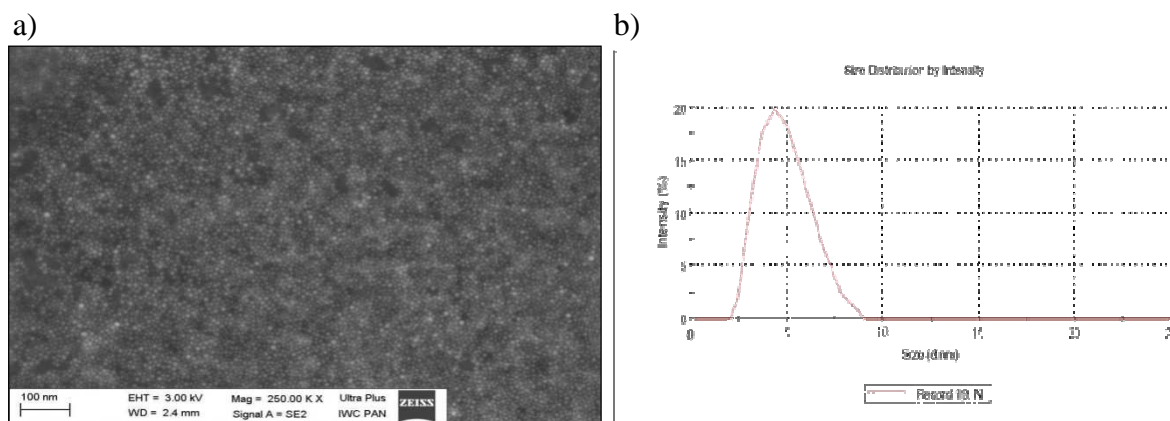 a)
b)
Size Distribution by Intensity
Intensity (%)
20
15
10
5
0
0 5 10 15 20
Size (d.nm)
100 nm
EHT = 3.00 kV Mag = 250.00 K X Ultra Plus ZEISS
WD = 2.4 mm Signal A = SE2 IWC PAN
Record